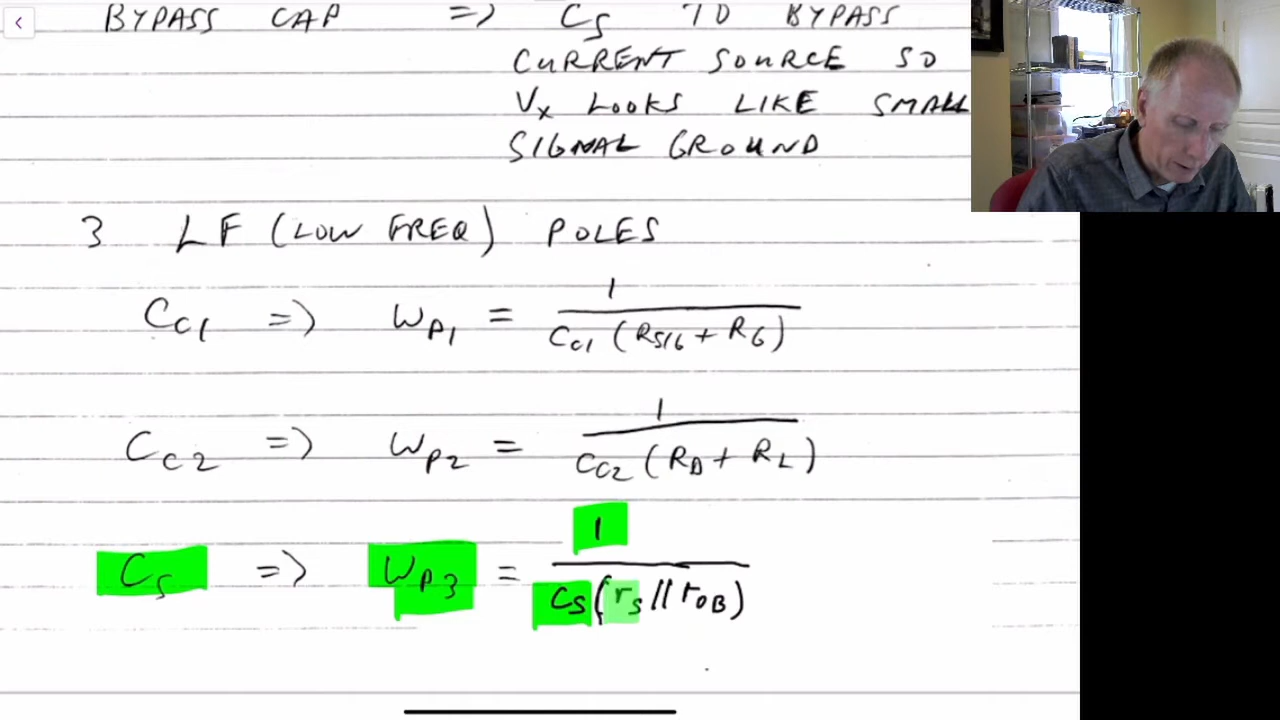 BYPASS CAP => CS TO BYPASS
CURRENT SOURCE SO
Vx LOOKS LIKE SMALL
SIGNAL GROUND
3 LF (LOW FREQ) POLES
CC1 => WP1 = 1 / CC1 (RSIG + RG)
CC2 => WP2 = 1 / CC2 (RD + RL)
CS => WP3 = 1 / CS (rs // roB)